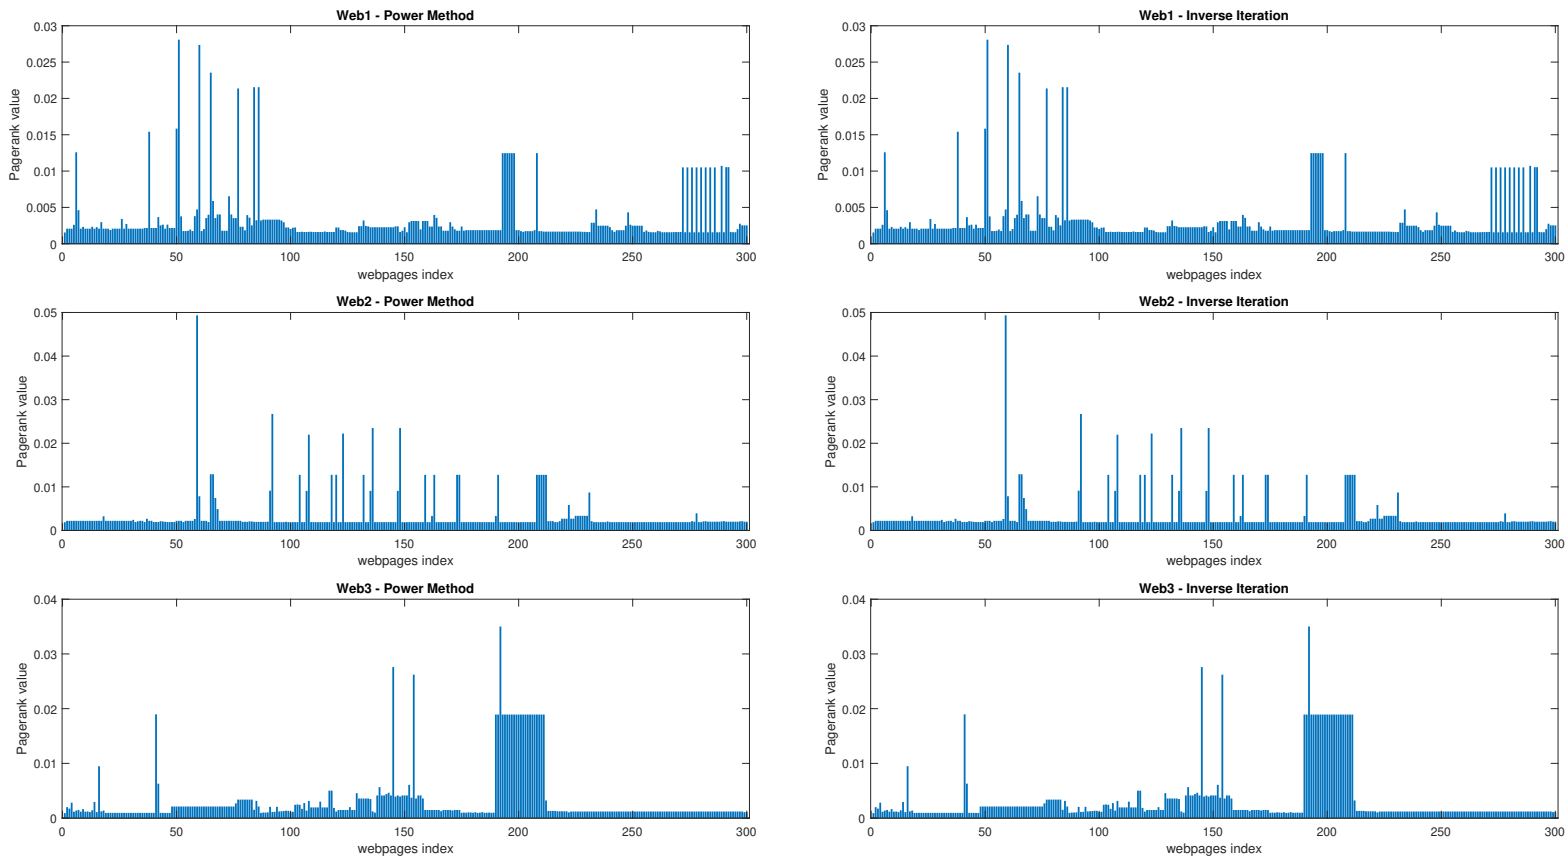 Web1 - Power Method
Pagerank value
0.03
0.025
0.02
0.015
0.01
0.005
0
0 50 100 150 200 250 300
webpages index
Web1 - Inverse Iteration
Pagerank value
0.03
0.025
0.02
0.015
0.01
0.005
0
0 50 100 150 200 250 300
webpages index
Web2 - Power Method
Pagerank value
0.05
0.04
0.03
0.02
0.01
0
0 50 100 150 200 250 300
webpages index
Web2 - Inverse Iteration
Pagerank value
0.05
0.04
0.03
0.02
0.01
0
0 50 100 150 200 250 300
webpages index
Web3 - Power Method
Pagerank value
0.04
0.03
0.02
0.01
0
0 50 100 150 200 250 300
webpages index
Web3 - Inverse Iteration
Pagerank value
0.04
0.03
0.02
0.01
0
0 50 100 150 200 250 300
webpages index